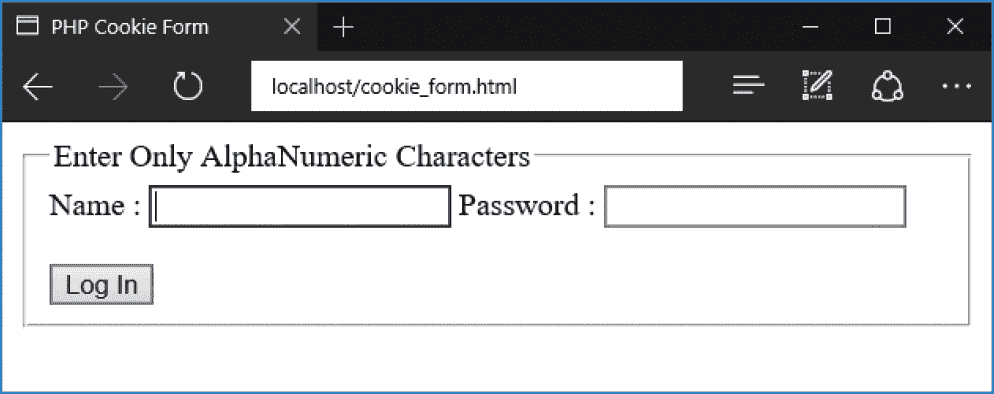 PHP Cookie Form
localhost/cookie_form.html
Enter Only AlphaNumeric Characters
Name : Password :
Log In